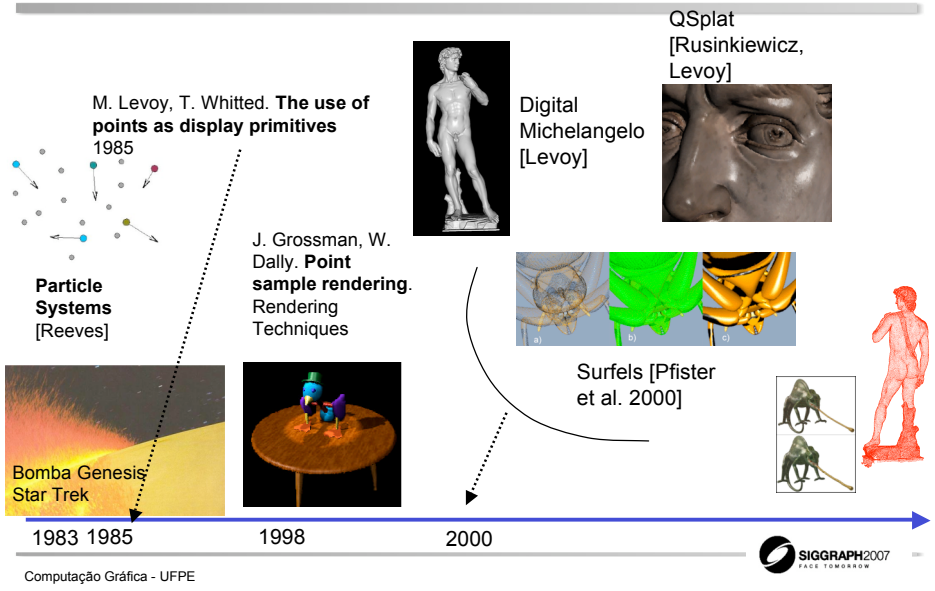 QSplat
[Rusinkiewicz,
Levoy]
M. Levoy, T. Whitted. The use of
points as display primitives
1985
Digital
Michelangelo
[Levoy]
J. Grossman, W.
Dally. Point
sample rendering.
Rendering
Techniques
Particle
Systems
[Reeves]
a)
b)
c)
Surfels [Pfister
et al. 2000]
Bomba Genesis
Star Trek
1983
1985
1998
2000
SIGGRAPH2007
FACE TOMORROW
Computação Gráfica - UFPE